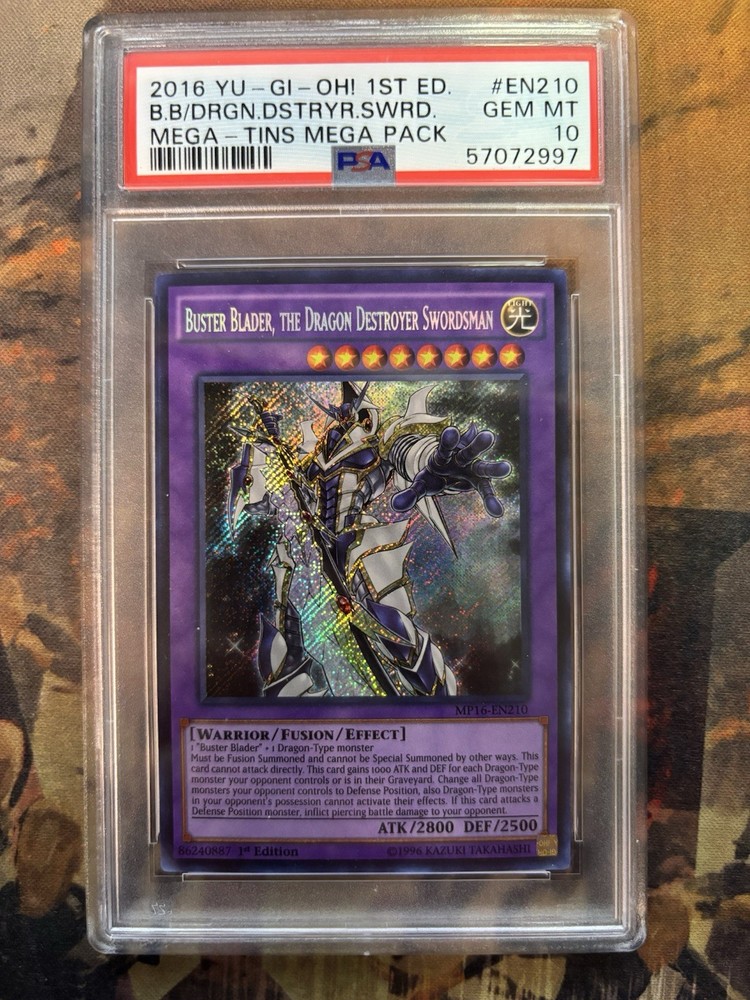 2016 YU-GI-OH! 1ST ED. #EN210
B.B/DRGN.DSTRYR.SWRD. GEM MT
MEGA-TINS MEGA PACK 10
PSA 57072997
BUSTER BLADER, THE DRAGON DESTROYER SWORDSMAN
LIGHT
光
MP16-EN210
[WARRIOR/FUSION/EFFECT]
1 "Buster Blader" + 1 Dragon-Type monster
Must be Fusion Summoned and cannot be Special Summoned by other ways. This
card cannot attack directly. This card gains 1000 ATK and DEF for each Dragon-Type
monster your opponent controls or is in their Graveyard. Change all Dragon-Type
monsters your opponent controls to Defense Position, also Dragon-Type monsters
in your opponent's possession cannot activate their effects. If this card attacks a
Defense Position monster, inflict piercing battle damage to your opponent.
ATK/2800 DEF/2500
86240887 1st Edition ©1996 KAZUKI TAKAHASHI